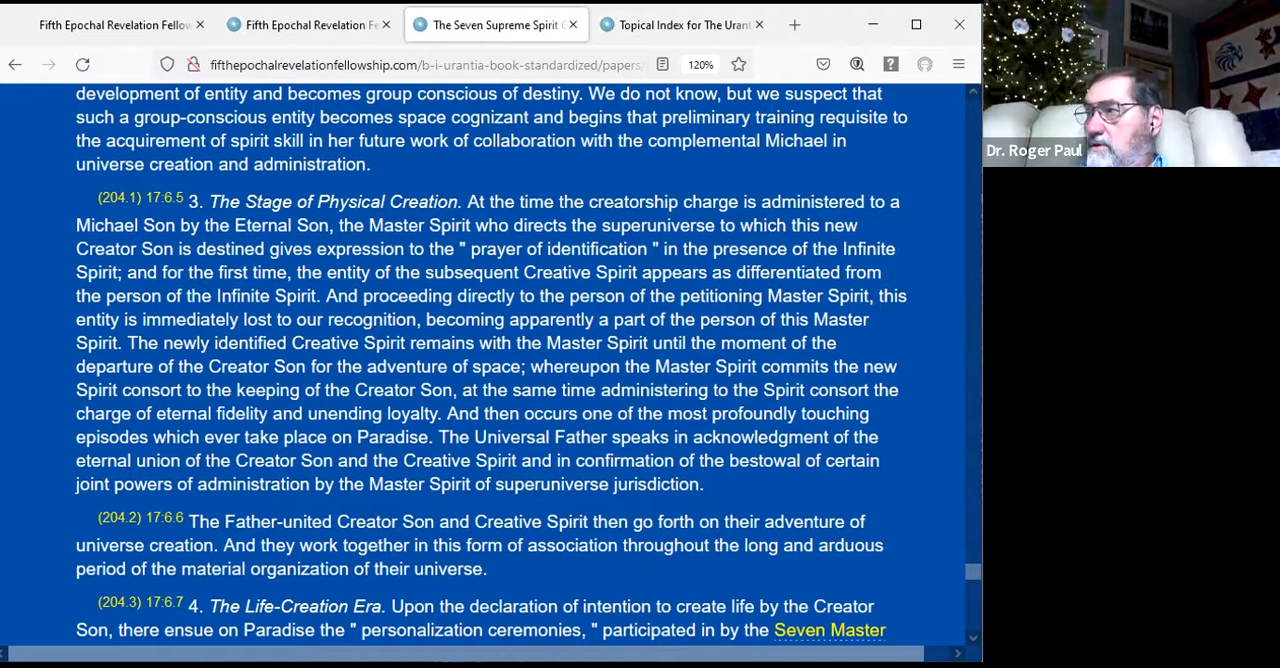 Fifth Epochal Revelation Fellow
Fifth Epochal Revelation Fe
The Seven Supreme Spirit
Topical Index for The Urant
fifthepochalrevelationfellowship.com/b-i-urantia-book-standardized/papers/
120%
development of entity and becomes group conscious of destiny. We do not know, but we suspect that
such a group-conscious entity becomes space cognizant and begins that preliminary training requisite to
the acquirement of spirit skill in her future work of collaboration with the complemental Michael in
universe creation and administration.
(204.1) 17:6.5 3. The Stage of Physical Creation. At the time the creatorship charge is administered to a
Michael Son by the Eternal Son, the Master Spirit who directs the superuniverse to which this new
Creator Son is destined gives expression to the " prayer of identification " in the presence of the Infinite
Spirit; and for the first time, the entity of the subsequent Creative Spirit appears as differentiated from
the person of the Infinite Spirit. And proceeding directly to the person of the petitioning Master Spirit, this
entity is immediately lost to our recognition, becoming apparently a part of the person of this Master
Spirit. The newly identified Creative Spirit remains with the Master Spirit until the moment of the
departure of the Creator Son for the adventure of space; whereupon the Master Spirit commits the new
Spirit consort to the keeping of the Creator Son, at the same time administering to the Spirit consort the
charge of eternal fidelity and unending loyalty. And then occurs one of the most profoundly touching
episodes which ever take place on Paradise. The Universal Father speaks in acknowledgment of the
eternal union of the Creator Son and the Creative Spirit and in confirmation of the bestowal of certain
joint powers of administration by the Master Spirit of superuniverse jurisdiction.
(204.2) 17:6.6 The Father-united Creator Son and Creative Spirit then go forth on their adventure of
universe creation. And they work together in this form of association throughout the long and arduous
period of the material organization of their universe.
(204.3) 17:6.7 4. The Life-Creation Era. Upon the declaration of intention to create life by the Creator
Son, there ensue on Paradise the " personalization ceremonies, " participated in by the Seven Master
Dr. Roger Paul